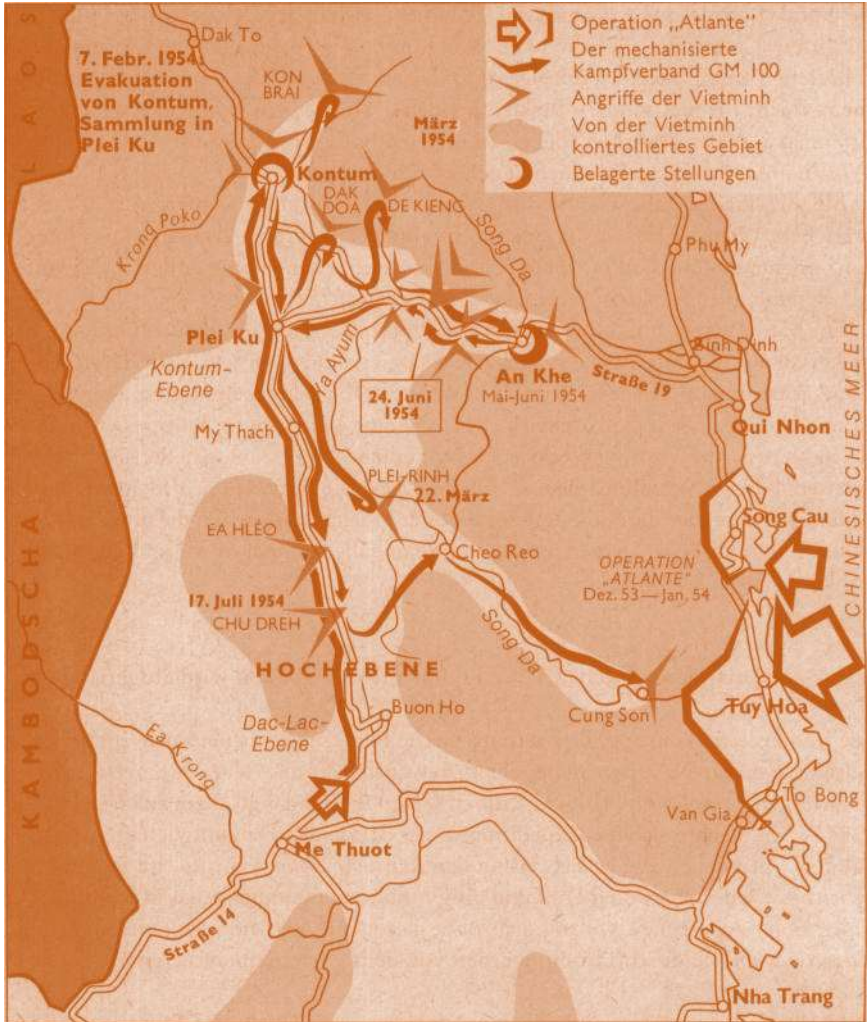 Operation „Atlante"
Der mechanisierte
Kampfverband GM 100
Angriffe der Vietminh
Von der Vietminh
kontrolliertes Gebiet
Belagerte Stellungen
LAOS
Dak To
7. Febr. 1954.
Evakuation
von Kontum,
Sammlung in
Plei Ku
KON
BRAI
März
1954
Kontum
DAK
DOA
DE KIENG
Song Da
Krong Poko
Phu My
Plei Ku
Binh Dinh
Kontum-
Ebene
Ya Ayum
An Khe
Mai-Juni 1954
Straße 19
24. Juni
1954
Qui Nhon
CHINESISCHES MEER
My Thach
PLEI-RINH
22. März
Song Cau
EA HLÉO
Cheo Reo
OPERATION
„ATLANTE"
Dez. 53—Jan. 54
17. Juli 1954
CHU DREH
Song Da
HOCHEBENE
KAMBODSCHA
Buon Ho
Cung Son
Tuy Hoa
Dac-Lac-
Ebene
Ea Krong
To Bong
Van Gia
Me Thuot
Straße 14
Nha Trang